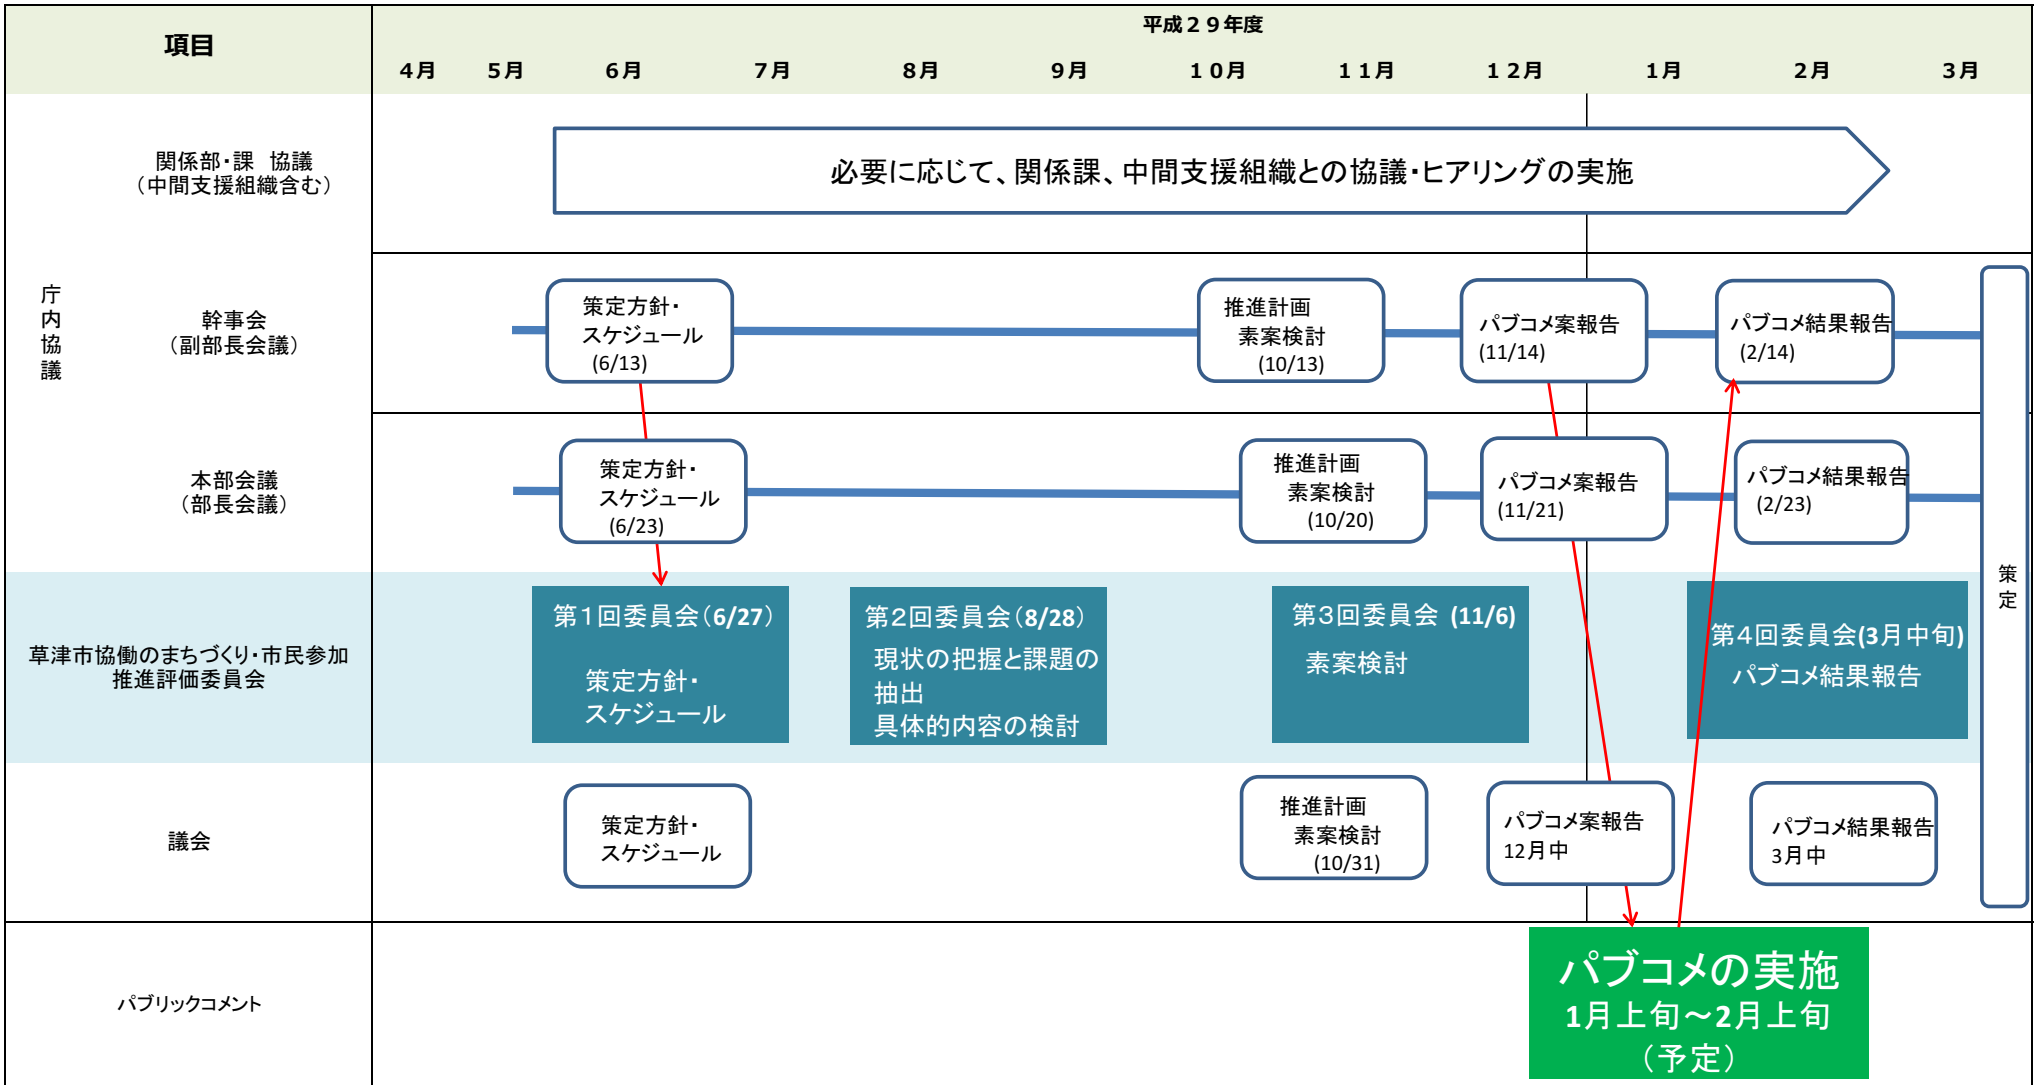 項目
平成２９年度
４月 ５月 ６月 ７月 ８月 ９月 １０月 １１月 １２月 １月 ２月 ３月
庁内協議
関係部・課　協議
（中間支援組織含む）
必要に応じて、関係課、中間支援組織との協議・ヒアリングの実施
幹事会
（副部長会議）
策定方針・
スケジュール
(6/13)
推進計画
素案検討
(10/13)
パブコメ案報告
(11/14)
パブコメ結果報告
(2/14)
本部会議
（部長会議）
策定方針・
スケジュール
(6/23)
推進計画
素案検討
(10/20)
パブコメ案報告
(11/21)
パブコメ結果報告
(2/23)
策定
草津市協働のまちづくり・市民参加
推進評価委員会
第１回委員会（6/27）
策定方針・
スケジュール
第２回委員会（8/28）
現状の把握と課題の
抽出
具体的内容の検討
第３回委員会 (11/6)
素案検討
第４回委員会(3月中旬)
パブコメ結果報告
議会
策定方針・
スケジュール
推進計画
素案検討
(10/31)
パブコメ案報告
12月中
パブコメ結果報告
3月中
パブリックコメント
パブコメの実施
1月上旬～2月上旬
（予定）